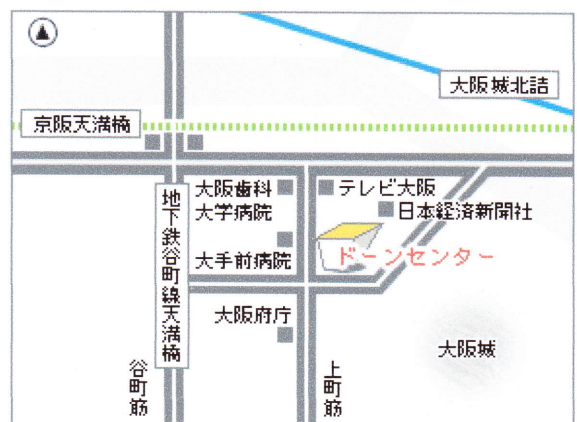 大阪城北詰
京阪天満橋
地下鉄谷町線天満橋
大阪歯科
大学病院
テレビ大阪
日本経済新聞社
大手前病院
ドーンセンター
大阪府庁
大阪城
谷町筋
上町筋